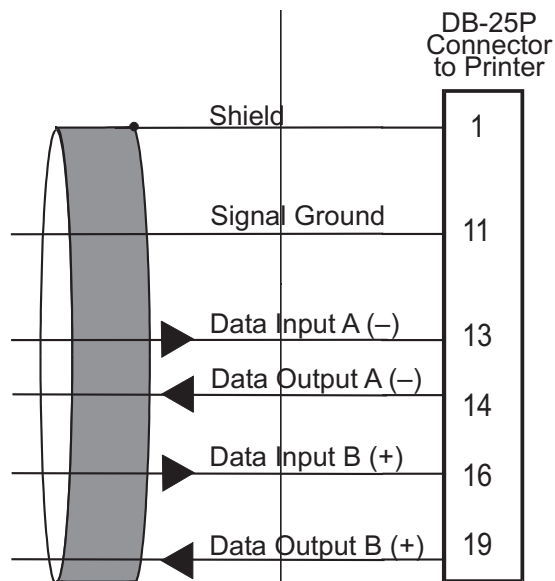 DB-25P
Connector
to Printer
Shield
1
Signal Ground
11
Data Input A (–)
13
Data Output A (–)
14
Data Input B (+)
16
Data Output B (+)
19